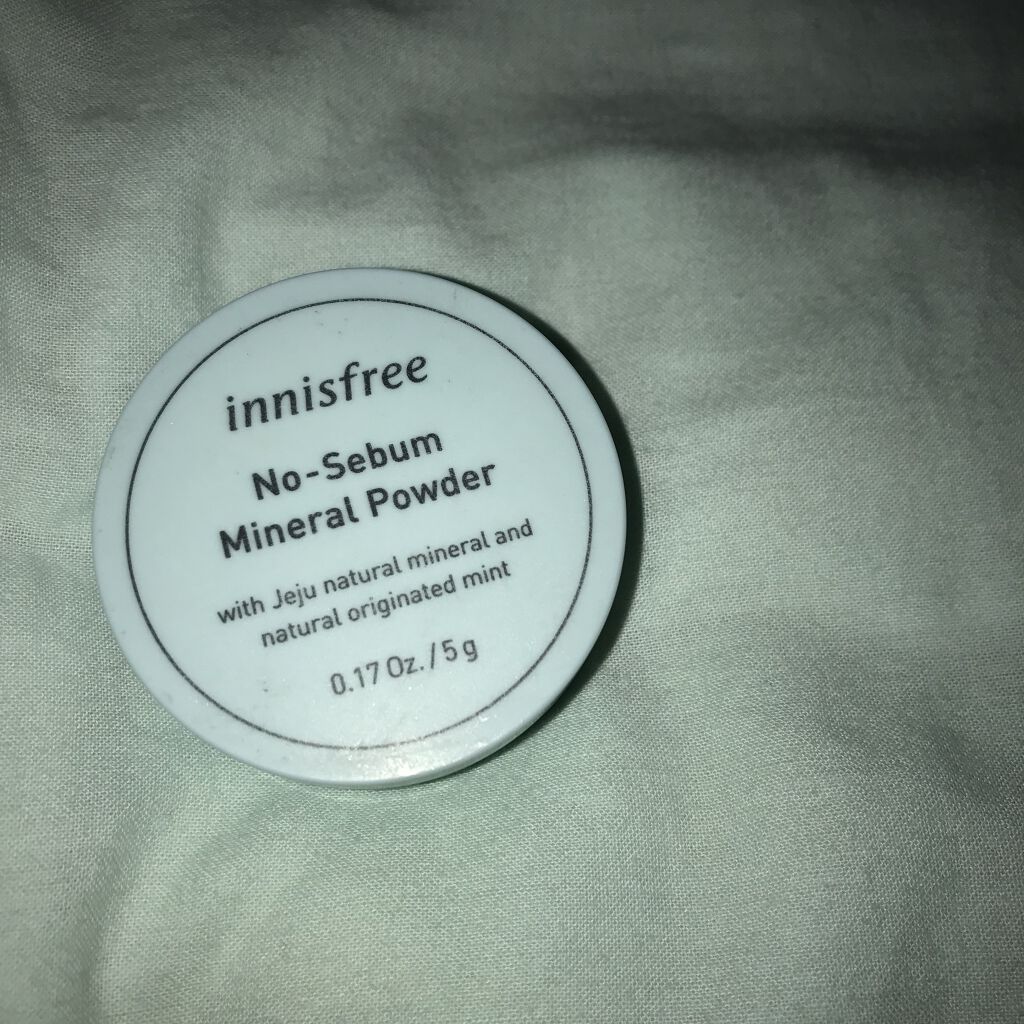 innisfree
No-Sebum
Mineral Powder
with Jeju natural mineral and
natural originated mint
0.17 Oz. / 5 g